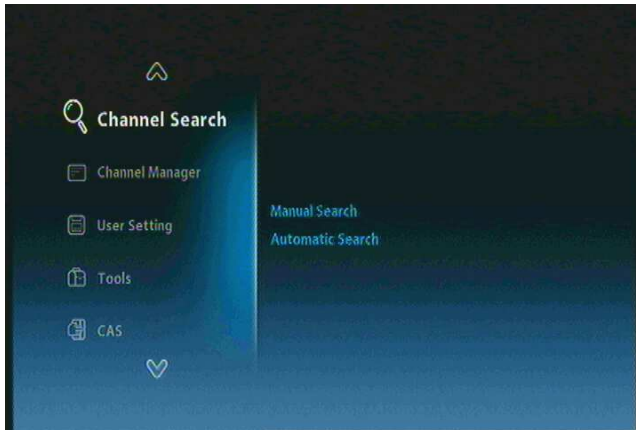 Channel Search
Channel Manager
User Setting
Tools
CAS
Manual Search
Automatic Search